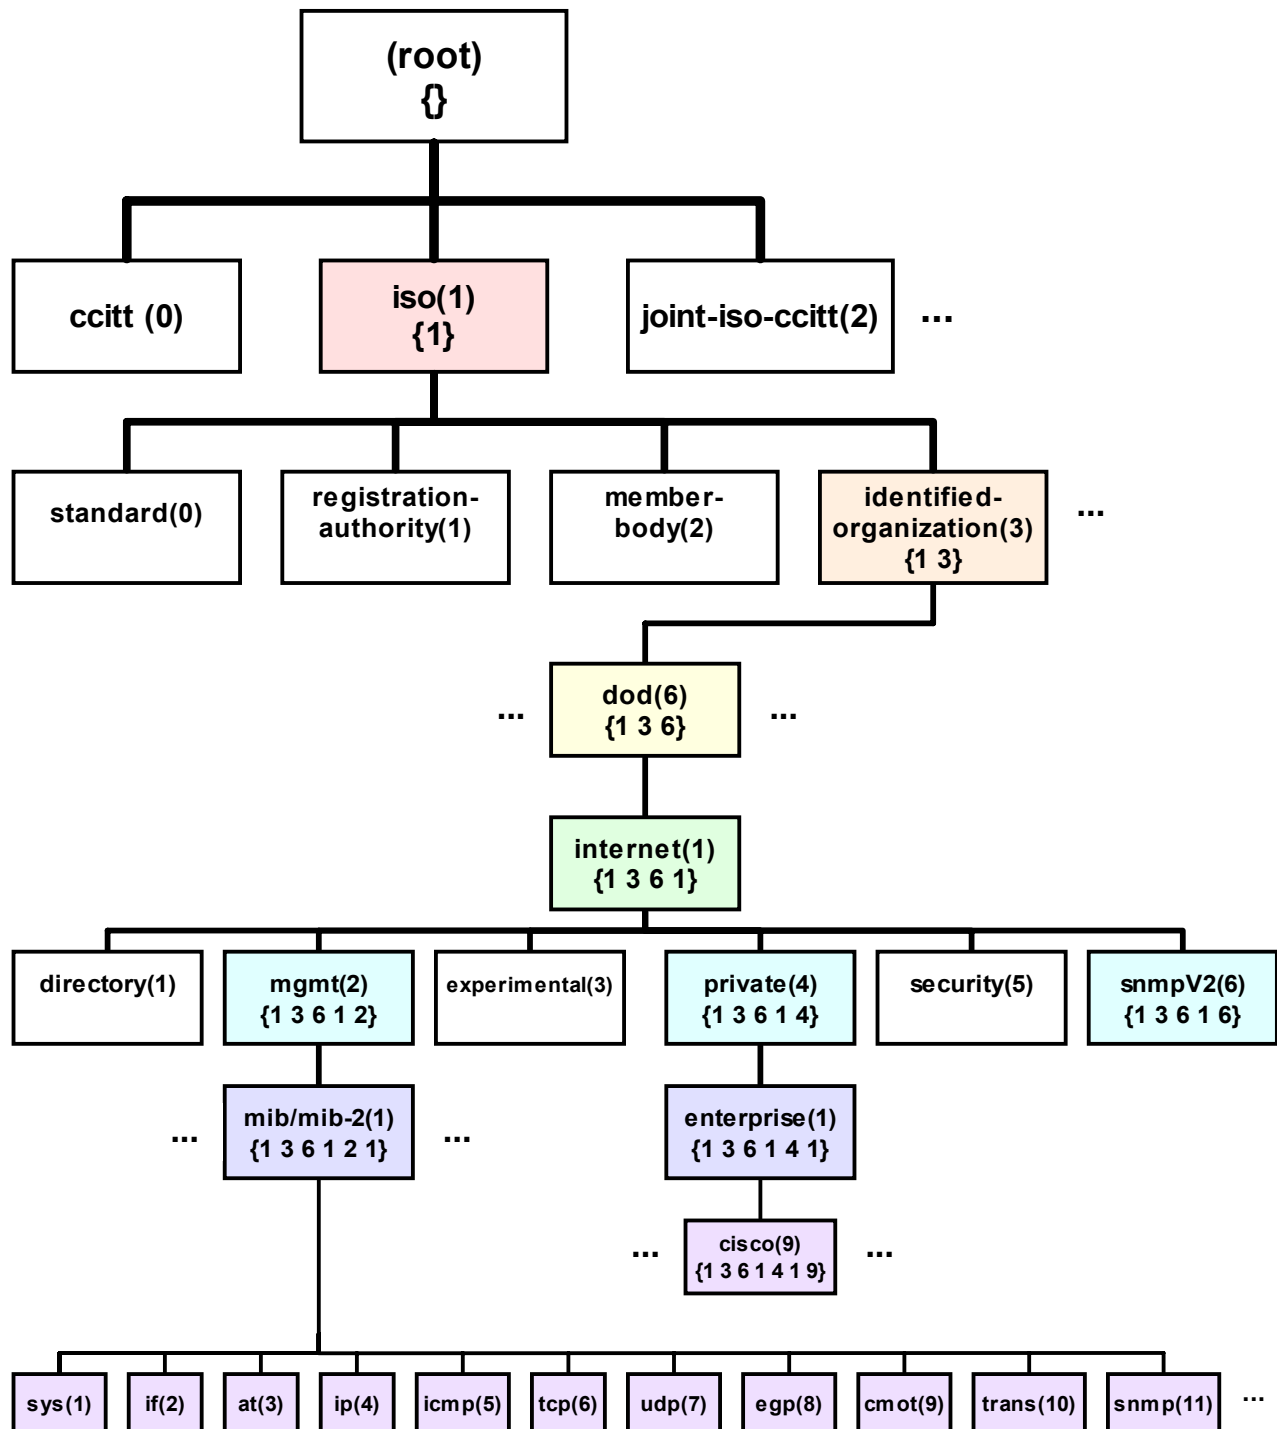 (root)
{}
ccitt (0)
iso(1)
{1}
joint-iso-ccitt(2)
...
standard(0)
registration-
authority(1)
member-
body(2)
identified-
organization(3)
{1 3}
...
...
dod(6)
{1 3 6}
...
internet(1)
{1 3 6 1}
directory(1)
mgmt(2)
{1 3 6 1 2}
experimental(3)
private(4)
{1 3 6 1 4}
security(5)
snmpV2(6)
{1 3 6 1 6}
...
mib/mib-2(1)
{1 3 6 1 2 1}
...
enterprise(1)
{1 3 6 1 4 1}
...
cisco(9)
{1 3 6 1 4 1 9}
...
sys(1)
if(2)
at(3)
ip(4)
icmp(5)
tcp(6)
udp(7)
egp(8)
cmot(9)
trans(10)
snmp(11)
...